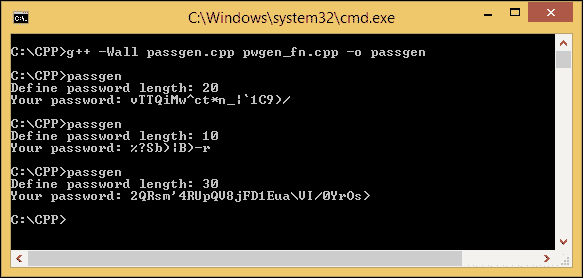 C:\Windows\system32\cmd.exe
C:\CPP>g++ -Wall passgen.cpp pwgen_fn.cpp -o passgen
C:\CPP>passgen
Define password length: 20
Your password: vTTQiMw^ct*n_|`1C9)/
C:\CPP>passgen
Define password length: 10
Your password: %?Sb)|B)-r
C:\CPP>passgen
Define password length: 30
Your password: 2QRsm'4RUpQV8jFD1Eua\VI/0YrOs>
C:\CPP>